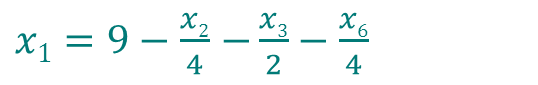 x₁ = 9 − x₂/4 − x₃/2 − x₆/4